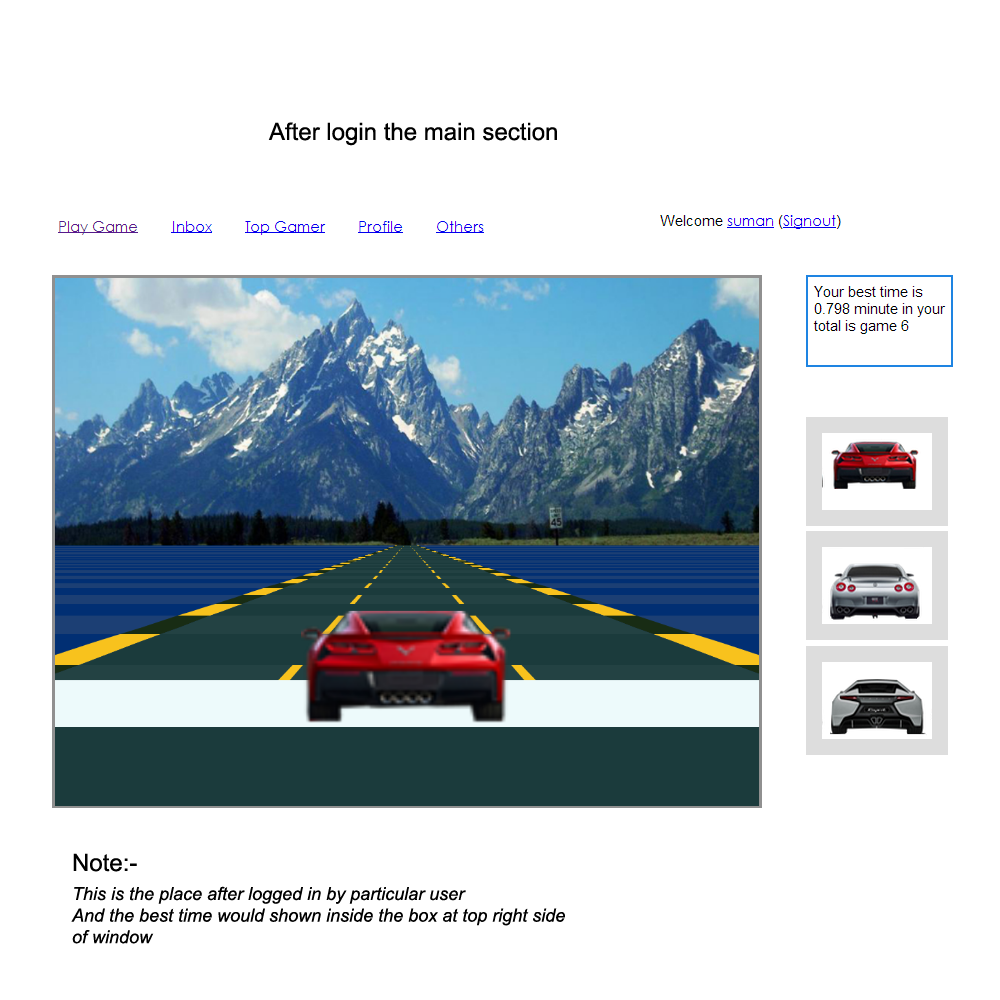 After login the main section
Play Game Inbox Top Gamer Profile Others
Welcome suman (Signout)
Your best time is
0.798 minute in your
total is game 6
45
Note:-
This is the place after logged in by particular user
And the best time would shown inside the box at top right side
of window